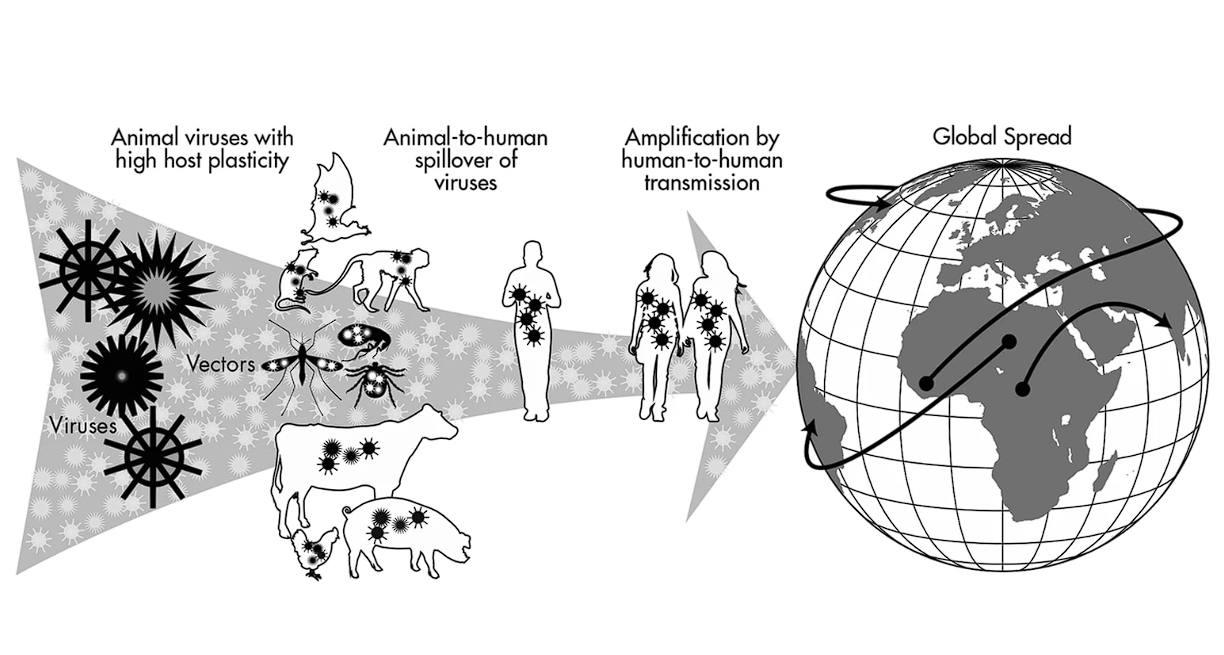 Animal viruses with
high host plasticity
Animal-to-human
spillover of
viruses
Amplification by
human-to-human
transmission
Global Spread
Vectors
Viruses